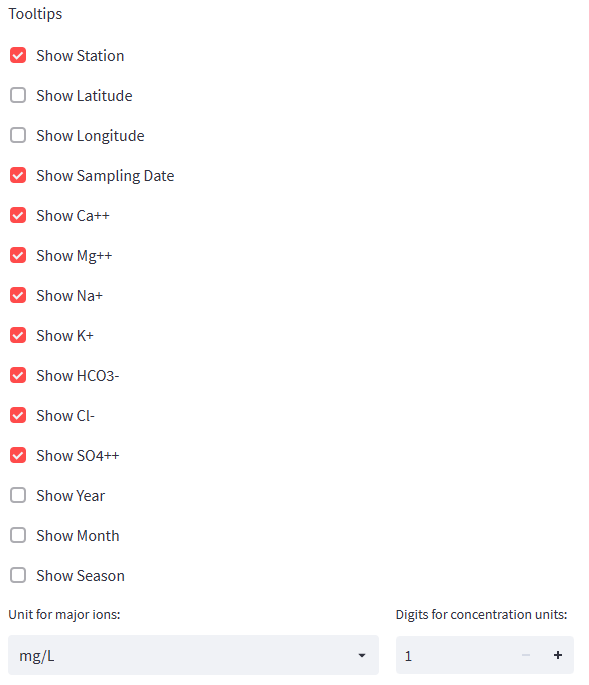 Tooltips
Show Station
Show Latitude
Show Longitude
Show Sampling Date
Show Ca++
Show Mg++
Show Na+
Show K+
Show HCO3-
Show Cl-
Show SO4++
Show Year
Show Month
Show Season
Unit for major ions: Digits for concentration units:
mg/L 1 − +